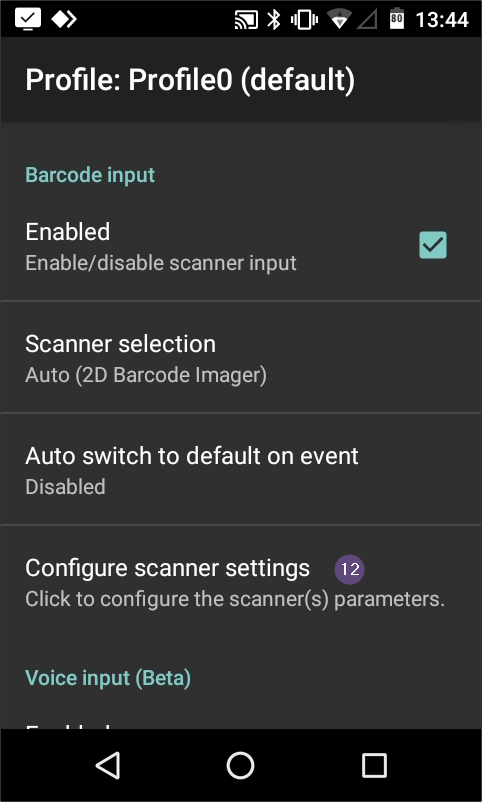 80 13:44
Profile: Profile0 (default)
Barcode input
Enabled
Enable/disable scanner input
Scanner selection
Auto (2D Barcode Imager)
Auto switch to default on event
Disabled
Configure scanner settings 12
Click to configure the scanner(s) parameters.
Voice input (Beta)